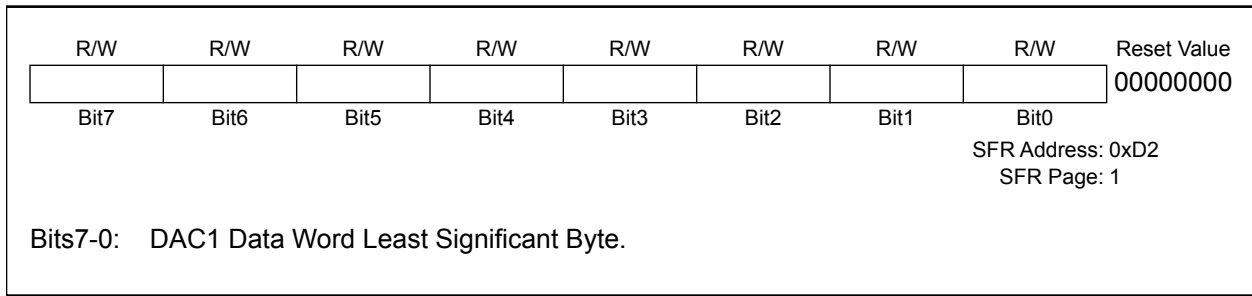 R/W R/W R/W R/W R/W R/W R/W R/W Reset Value
00000000
Bit7 Bit6 Bit5 Bit4 Bit3 Bit2 Bit1 Bit0
SFR Address: 0xD2
SFR Page: 1
Bits7-0: DAC1 Data Word Least Significant Byte.